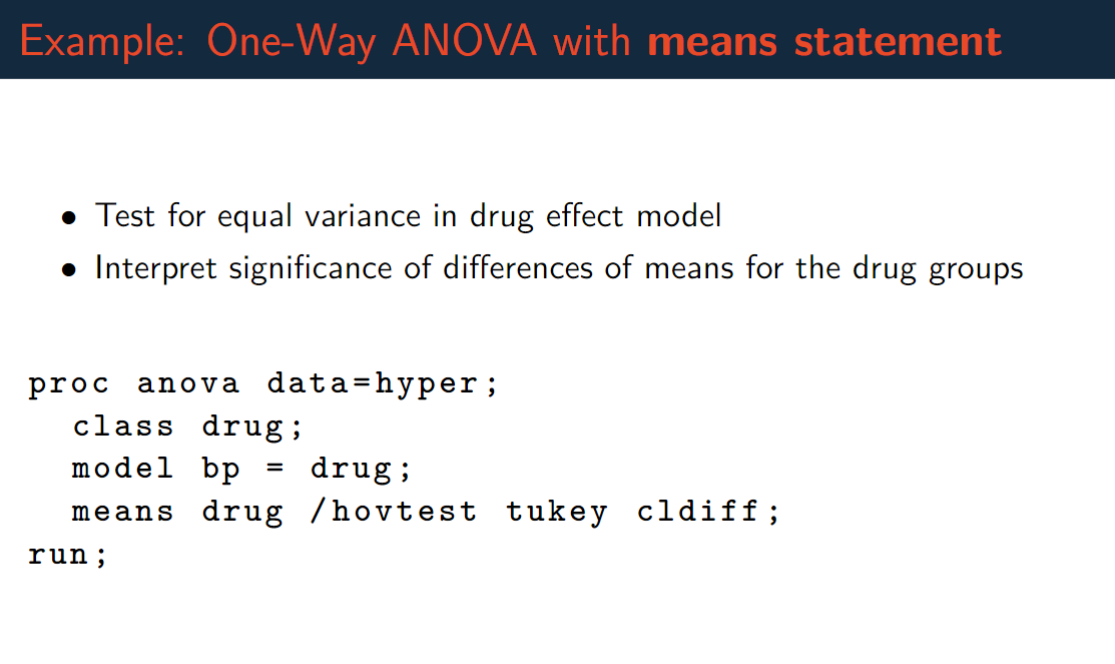 Example: One-Way ANOVA with means statement
• Test for equal variance in drug effect model
• Interpret significance of differences of means for the drug groups
proc anova data=hyper;
class drug;
model bp = drug;
means drug /hovtest tukey cldiff;
run;